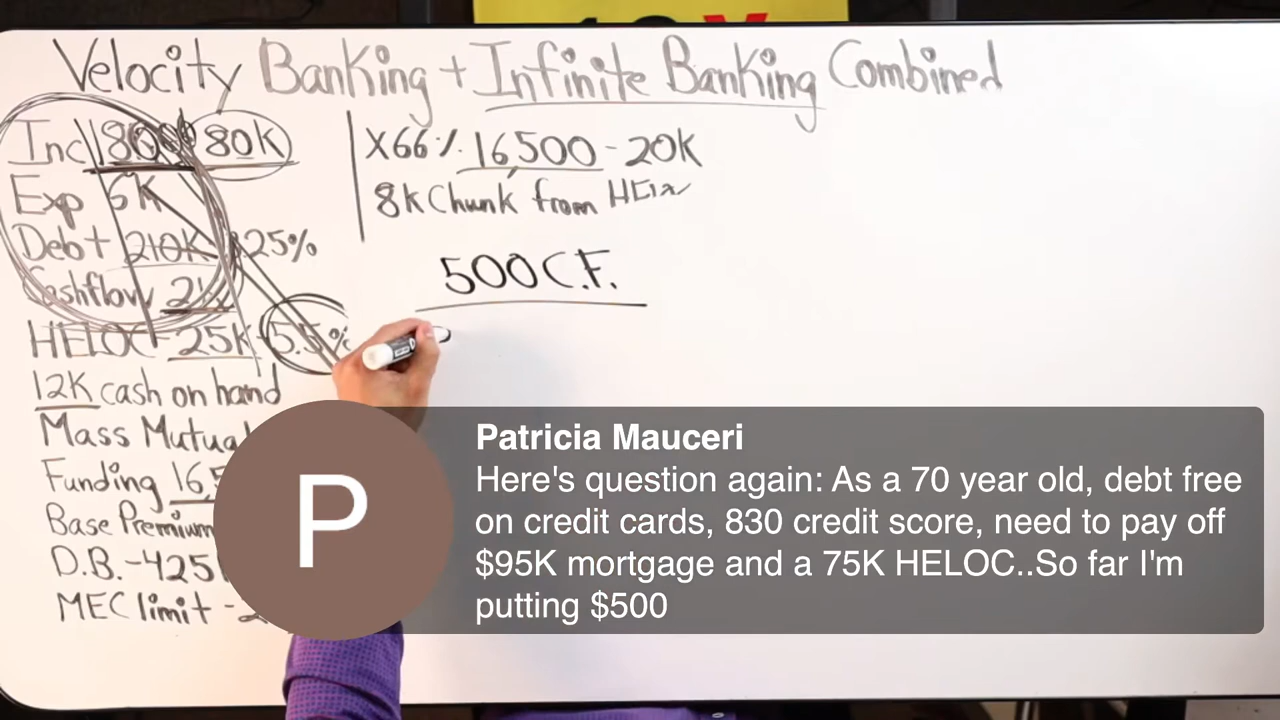 Velocity Banking + Infinite Banking Combined
Inc 80K
Exp 6K
Debt 210K 25%
Cashflow 2K
HELOC 25K 5.5%
12K cash on hand
Mass Mutual
Funding 16,5
Base Premium
D.B.-425
MEC limit -
X66% 16,500 - 20K
8k Chunk from
500 C.F.
P
Patricia Mauceri
Here's question again: As a 70 year old, debt free
on credit cards, 830 credit score, need to pay off
$95K mortgage and a 75K HELOC..So far I'm
putting $500